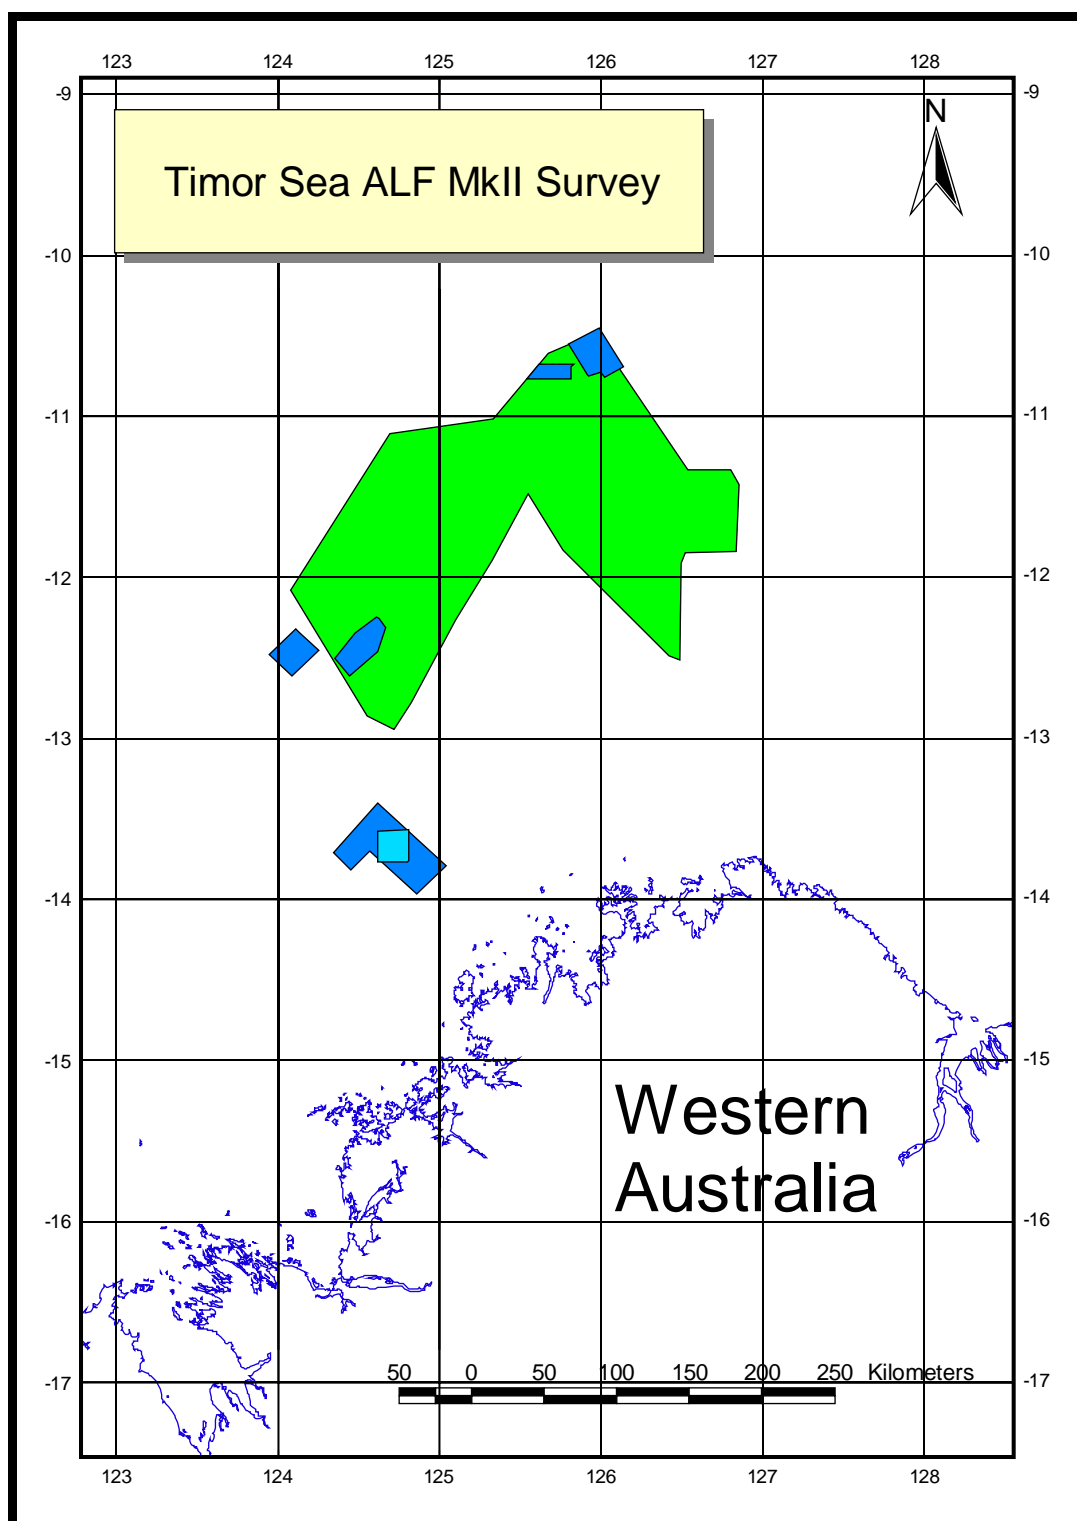 123 124 125 126 127 128
-9 -9
N
Timor Sea ALF MkII Survey
-10 -10
-11 -11
-12 -12
-13 -13
-14 -14
-15 -15
Western
Australia
-16 -16
50 0 50 100 150 200 250 Kilometers
-17 -17
123 124 125 126 127 128